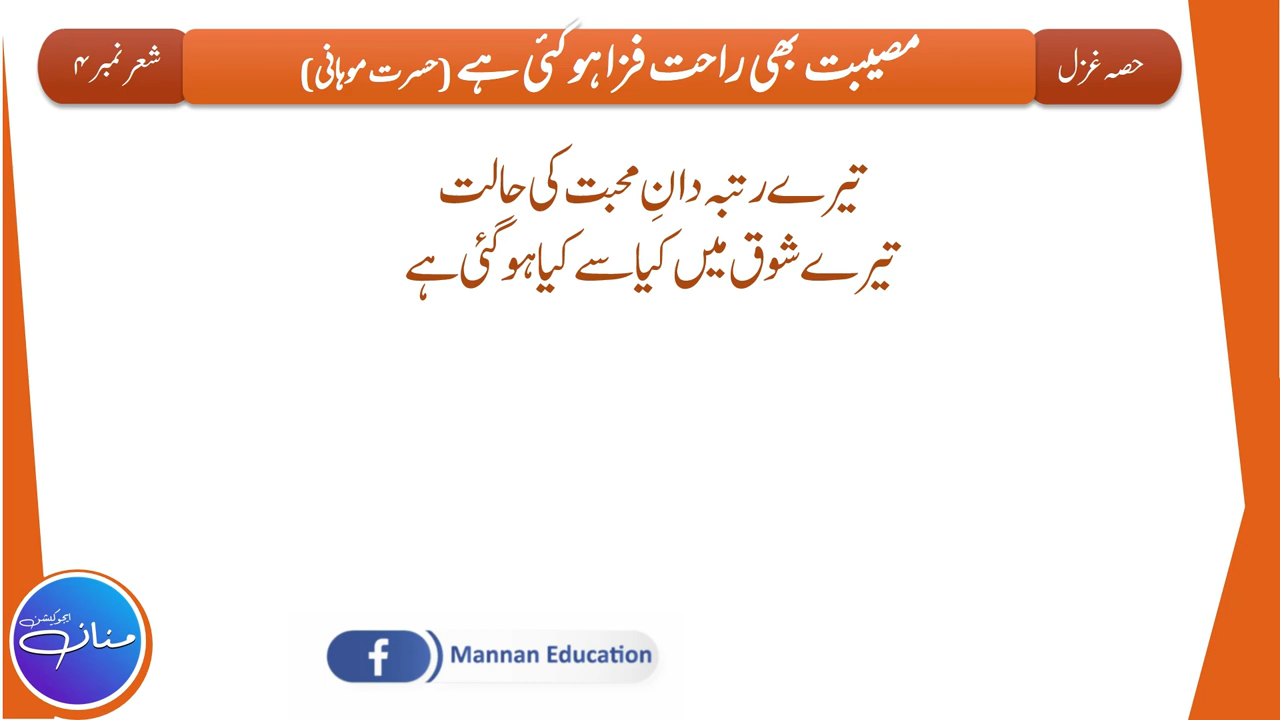 حصہ غزل
مصیبت بھی راحت فزا ہو گئی ہے (حسرت موہانی)
شعر نمبر ۴
تیرے رتبہ دانِ محبت کی حالت
تیرے شوق میں کیا سے کیا ہو گئی ہے
ایجوکیشن
منان
Mannan Education